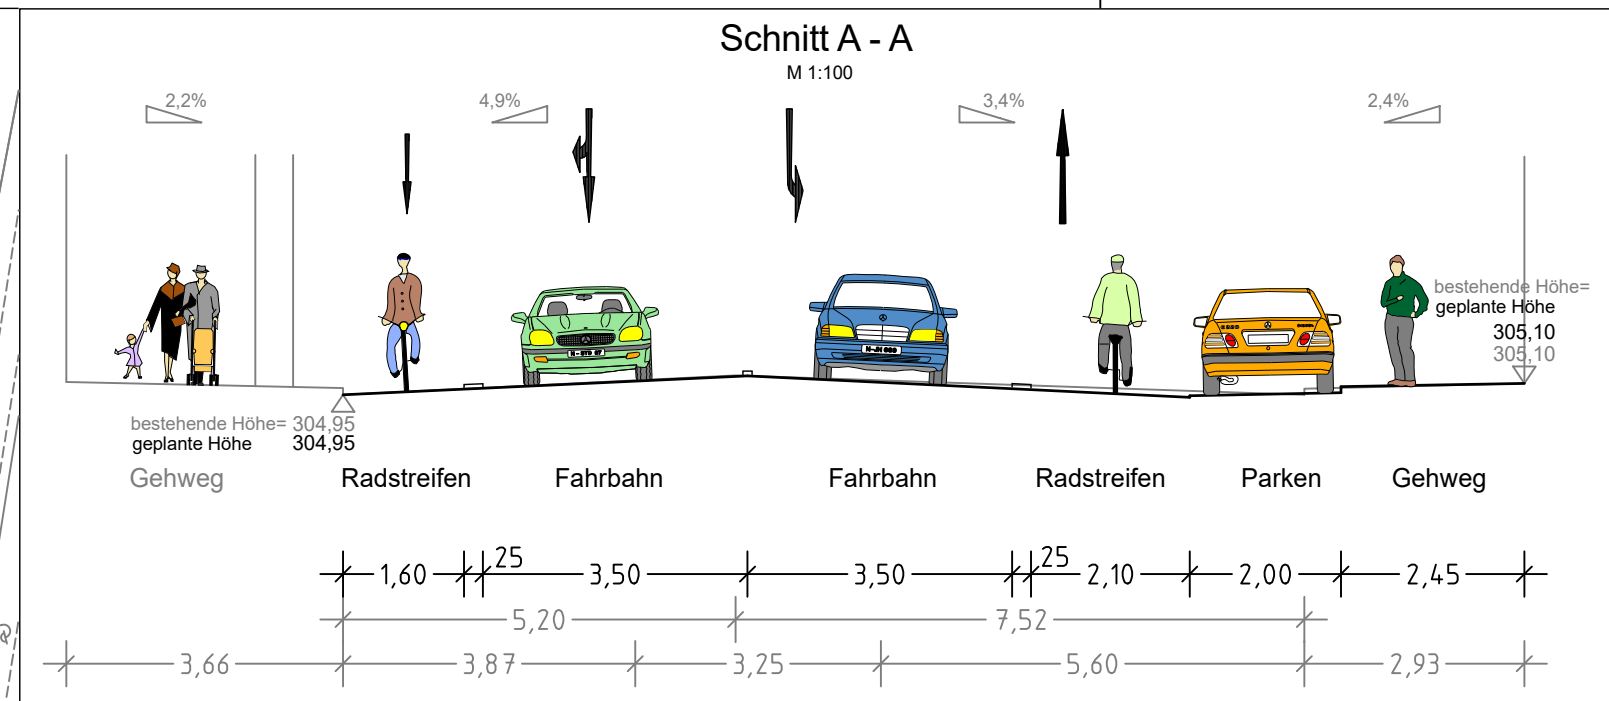 Schnitt A - A
M 1:100
2,2%
4,9%
3,4%
2,4%
bestehende Höhe=
geplante Höhe
305,10
305,10
bestehende Höhe= 304,95
geplante Höhe 304,95
Gehweg Radstreifen Fahrbahn Fahrbahn Radstreifen Parken Gehweg
1,60 25 3,50 3,50 25 2,10 2,00 2,45
5,20 7,52
3,66 3,87 3,25 5,60 2,93